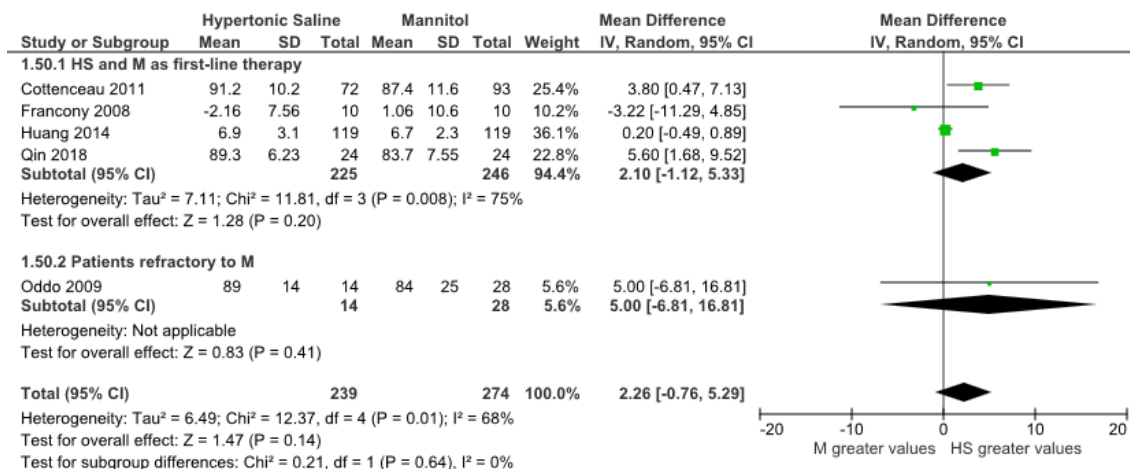 Hypertonic Saline Mannitol Mean Difference Mean Difference
Study or Subgroup Mean SD Total Mean SD Total Weight IV, Random, 95% CI IV, Random, 95% CI
1.50.1 HS and M as first-line therapy
Cottenceau 2011 91.2 10.2 72 87.4 11.6 93 25.4% 3.80 [0.47, 7.13]
Francony 2008 -2.16 7.56 10 1.06 10.6 10 10.2% -3.22 [-11.29, 4.85]
Huang 2014 6.9 3.1 119 6.7 2.3 119 36.1% 0.20 [-0.49, 0.89]
Qin 2018 89.3 6.23 24 83.7 7.55 24 22.8% 5.60 [1.68, 9.52]
Subtotal (95% CI) 225 246 94.4% 2.10 [-1.12, 5.33]
Heterogeneity: Tau² = 7.11; Chi² = 11.81, df = 3 (P = 0.008); I² = 75%
Test for overall effect: Z = 1.28 (P = 0.20)
1.50.2 Patients refractory to M
Oddo 2009 89 14 14 84 25 28 5.6% 5.00 [-6.81, 16.81]
Subtotal (95% CI) 14 28 5.6% 5.00 [-6.81, 16.81]
Heterogeneity: Not applicable
Test for overall effect: Z = 0.83 (P = 0.41)
Total (95% CI) 239 274 100.0% 2.26 [-0.76, 5.29]
Heterogeneity: Tau² = 6.49; Chi² = 12.37, df = 4 (P = 0.01); I² = 68%
Test for overall effect: Z = 1.47 (P = 0.14)
Test for subgroup differences: Chi² = 0.21, df = 1 (P = 0.64), I² = 0%
-20 -10 0 10 20
M greater values HS greater values